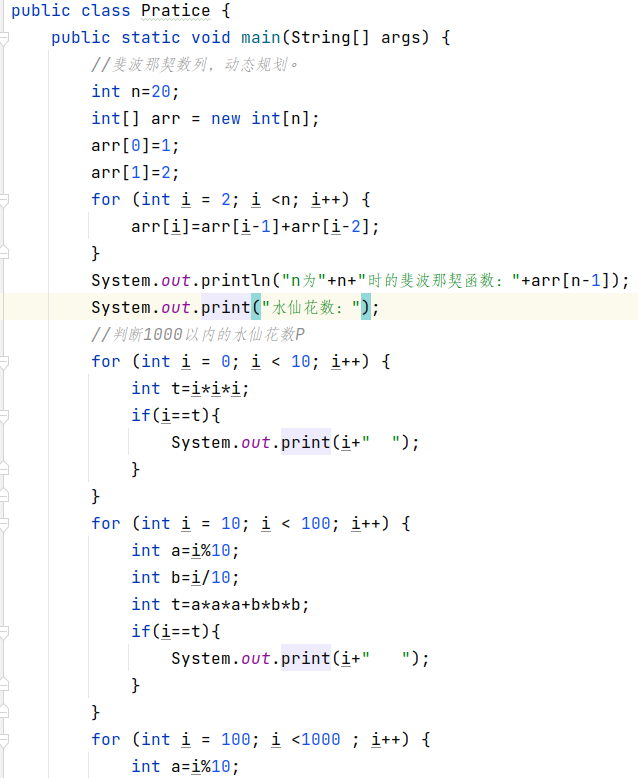 public class Pratice {
    public static void main(String[] args) {
        //斐波那契数列，动态规划。
        int n=20;
        int[] arr = new int[n];
        arr[0]=1;
        arr[1]=2;
        for (int i = 2; i <n; i++) {
            arr[i]=arr[i-1]+arr[i-2];
        }
        System.out.println("n为"+n+"时的斐波那契函数："+arr[n-1]);
        System.out.print("水仙花数：");
        //判断1000以内的水仙花数P
        for (int i = 0; i < 10; i++) {
            int t=i*i*i;
            if(i==t){
                System.out.print(i+"  ");
            }
        }
        for (int i = 10; i < 100; i++) {
            int a=i%10;
            int b=i/10;
            int t=a*a*a+b*b*b;
            if(i==t){
                System.out.print(i+"   ");
            }
        }
        for (int i = 100; i <1000 ; i++) {
            int a=i%10;